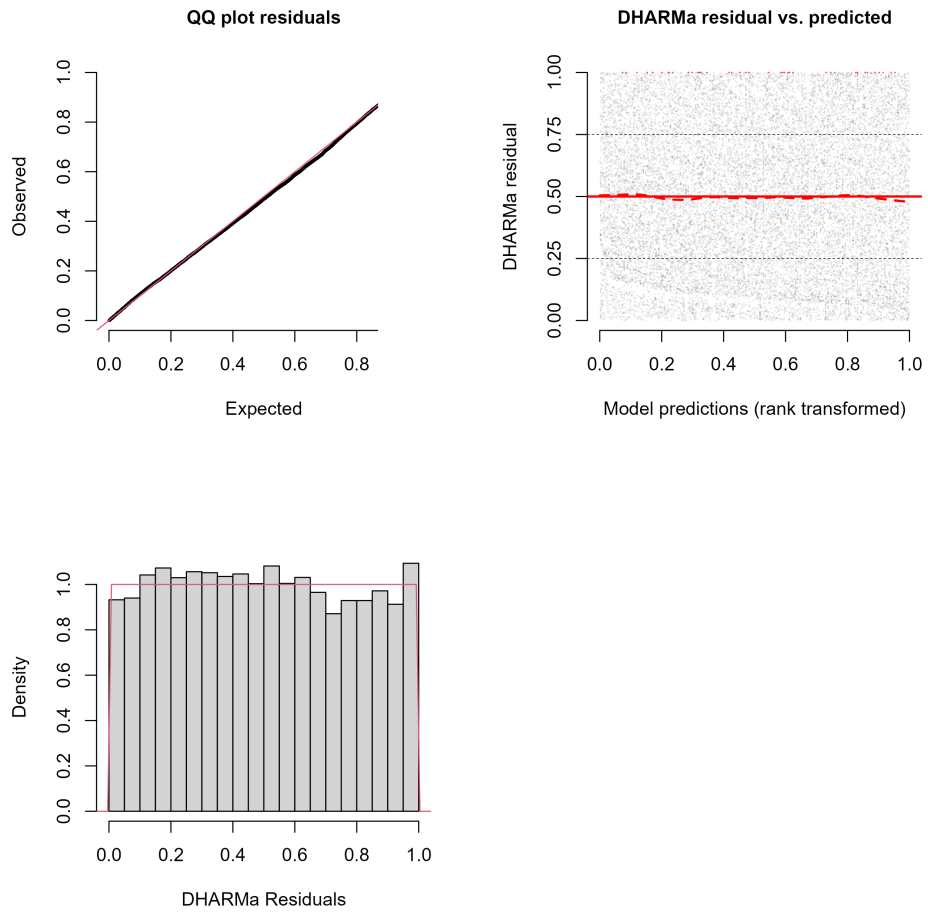 QQ plot residuals
Observed
0.0 0.2 0.4 0.6 0.8 1.0
0.0 0.2 0.4 0.6 0.8
Expected
DHARMa residual vs. predicted
DHARMa residual
0.00 0.25 0.50 0.75 1.00
0.0 0.2 0.4 0.6 0.8 1.0
Model predictions (rank transformed)
Density
0.0 0.2 0.4 0.6 0.8 1.0
0.0 0.2 0.4 0.6 0.8 1.0
DHARMa Residuals